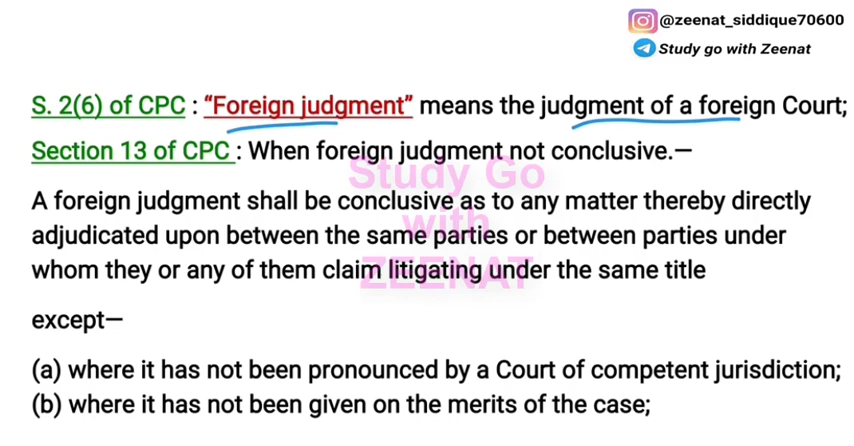 @zeenat_siddique70600
Study go with Zeenat
S. 2(6) of CPC : “Foreign judgment” means the judgment of a foreign Court;
Section 13 of CPC : When foreign judgment not conclusive.—
Study Go
with
ZEENAT
A foreign judgment shall be conclusive as to any matter thereby directly
adjudicated upon between the same parties or between parties under
whom they or any of them claim litigating under the same title
except—
(a) where it has not been pronounced by a Court of competent jurisdiction;
(b) where it has not been given on the merits of the case;